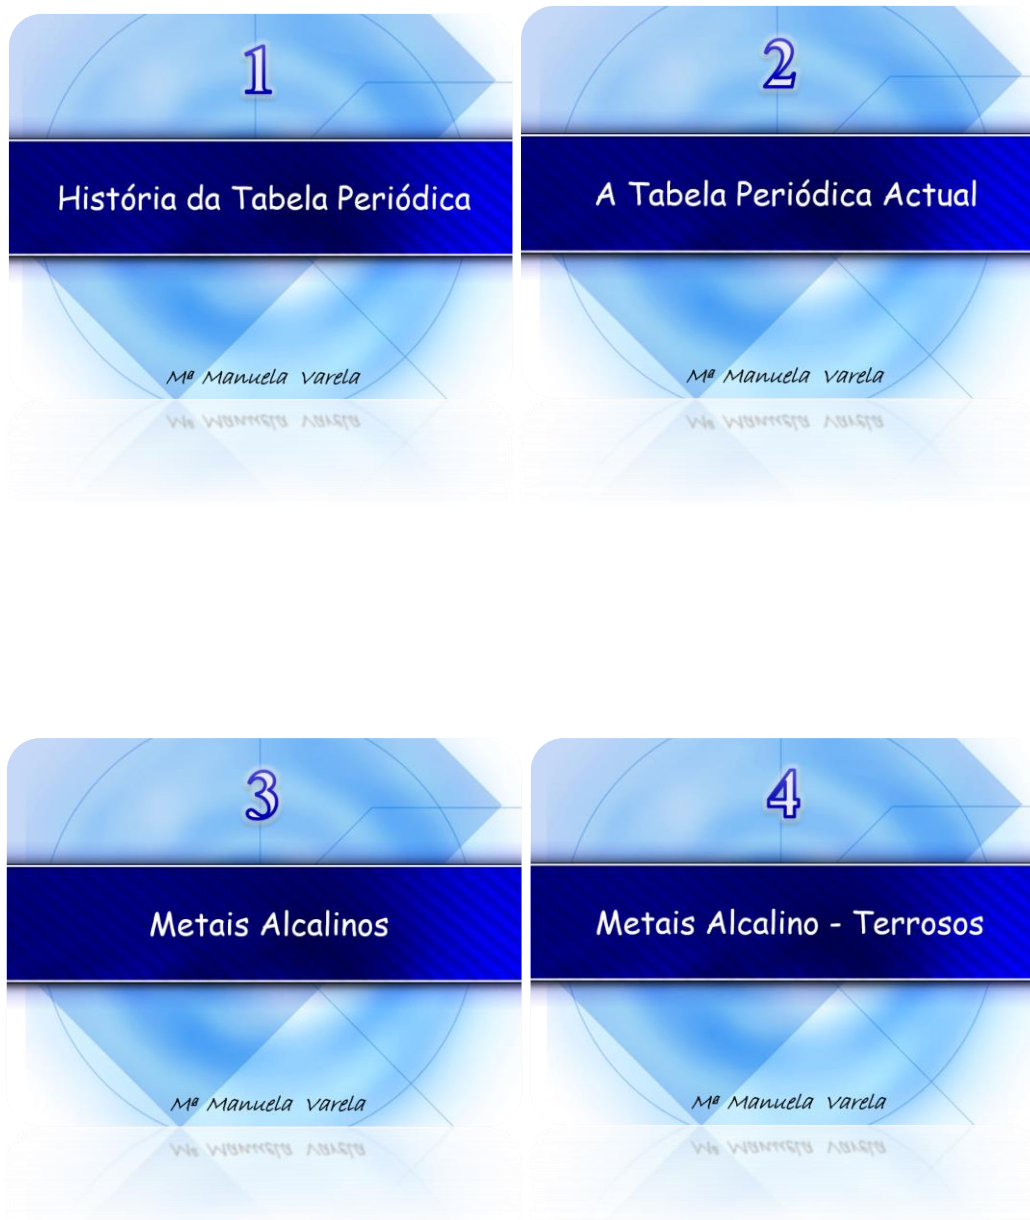 1
História da Tabela Periódica
Mª Manuela Varela
2
A Tabela Periódica Actual
Mª Manuela Varela
3
Metais Alcalinos
Mª Manuela Varela
4
Metais Alcalino - Terrosos
Mª Manuela Varela